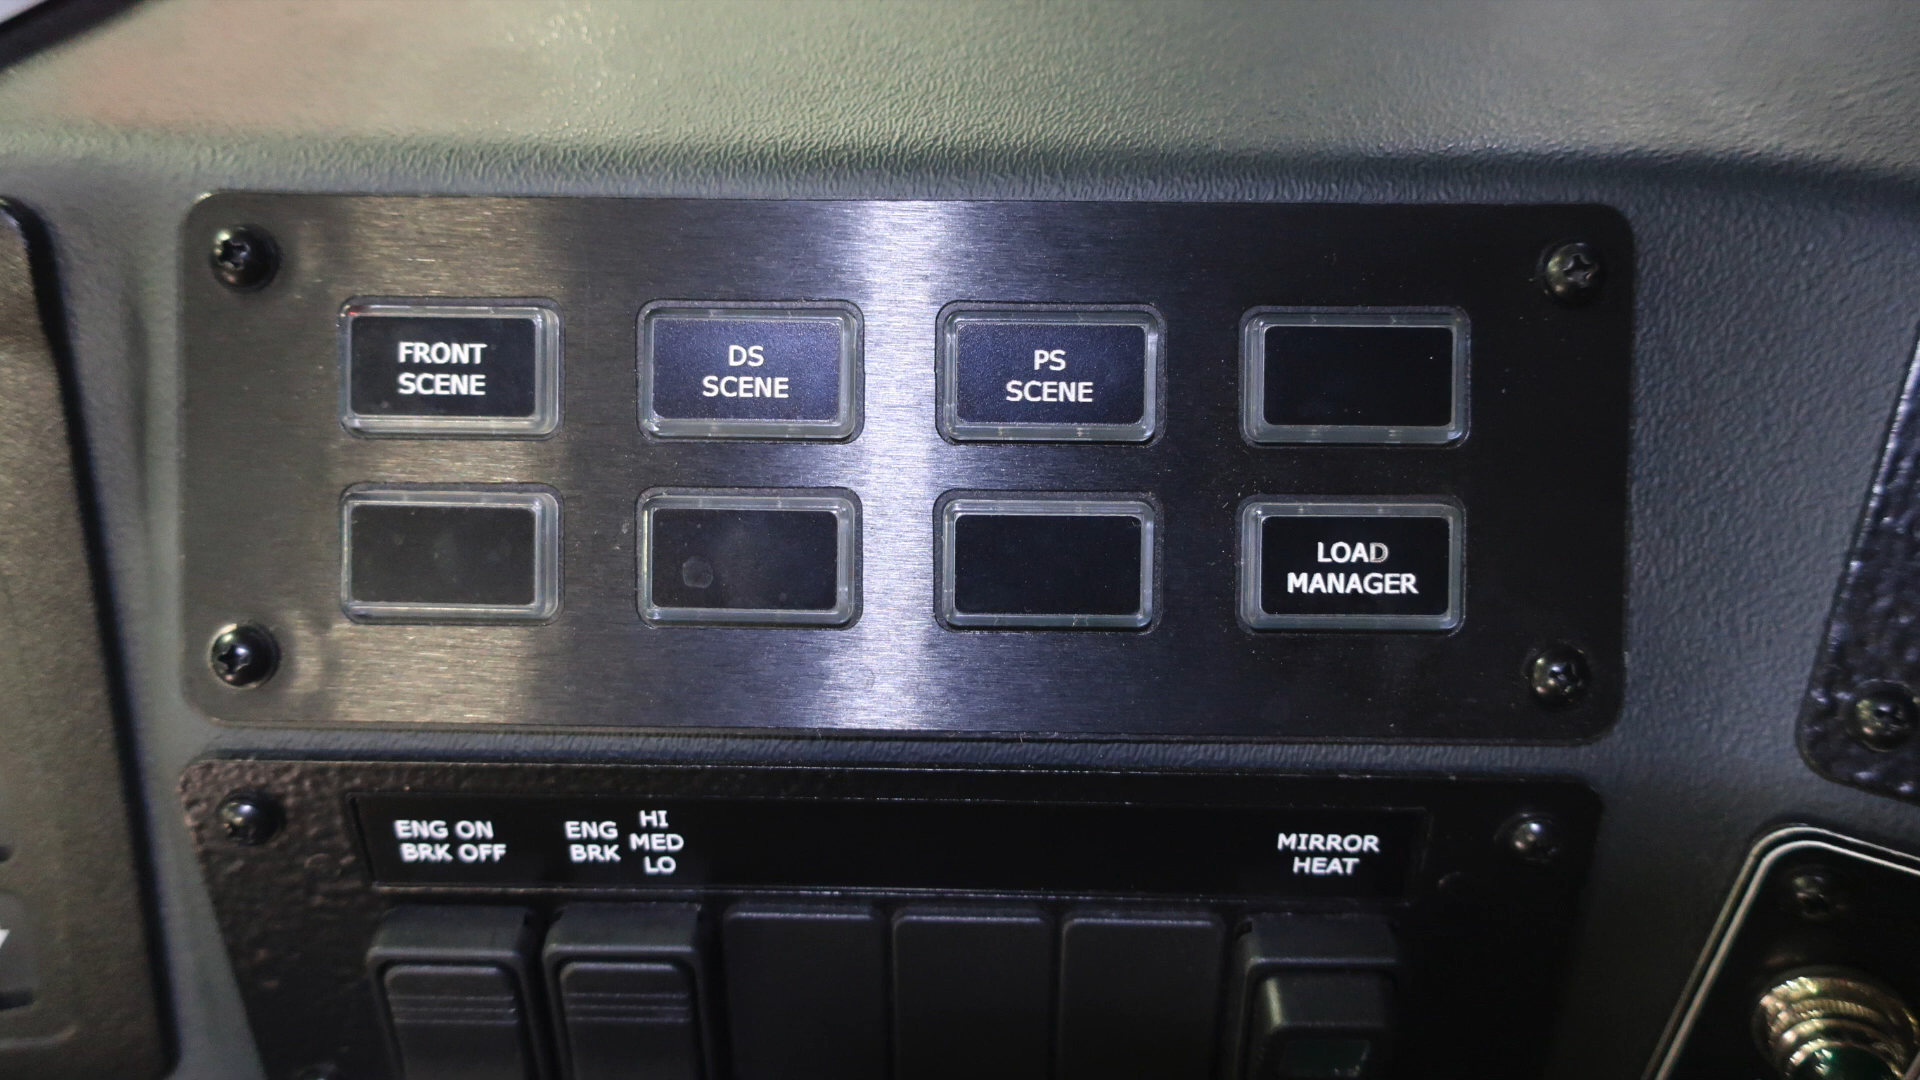 FRONT
SCENE
DS
SCENE
PS
SCENE
LOAD
MANAGER
ENG ON
BRK OFF
ENG
BRK
HI
MED
LO
MIRROR
HEAT